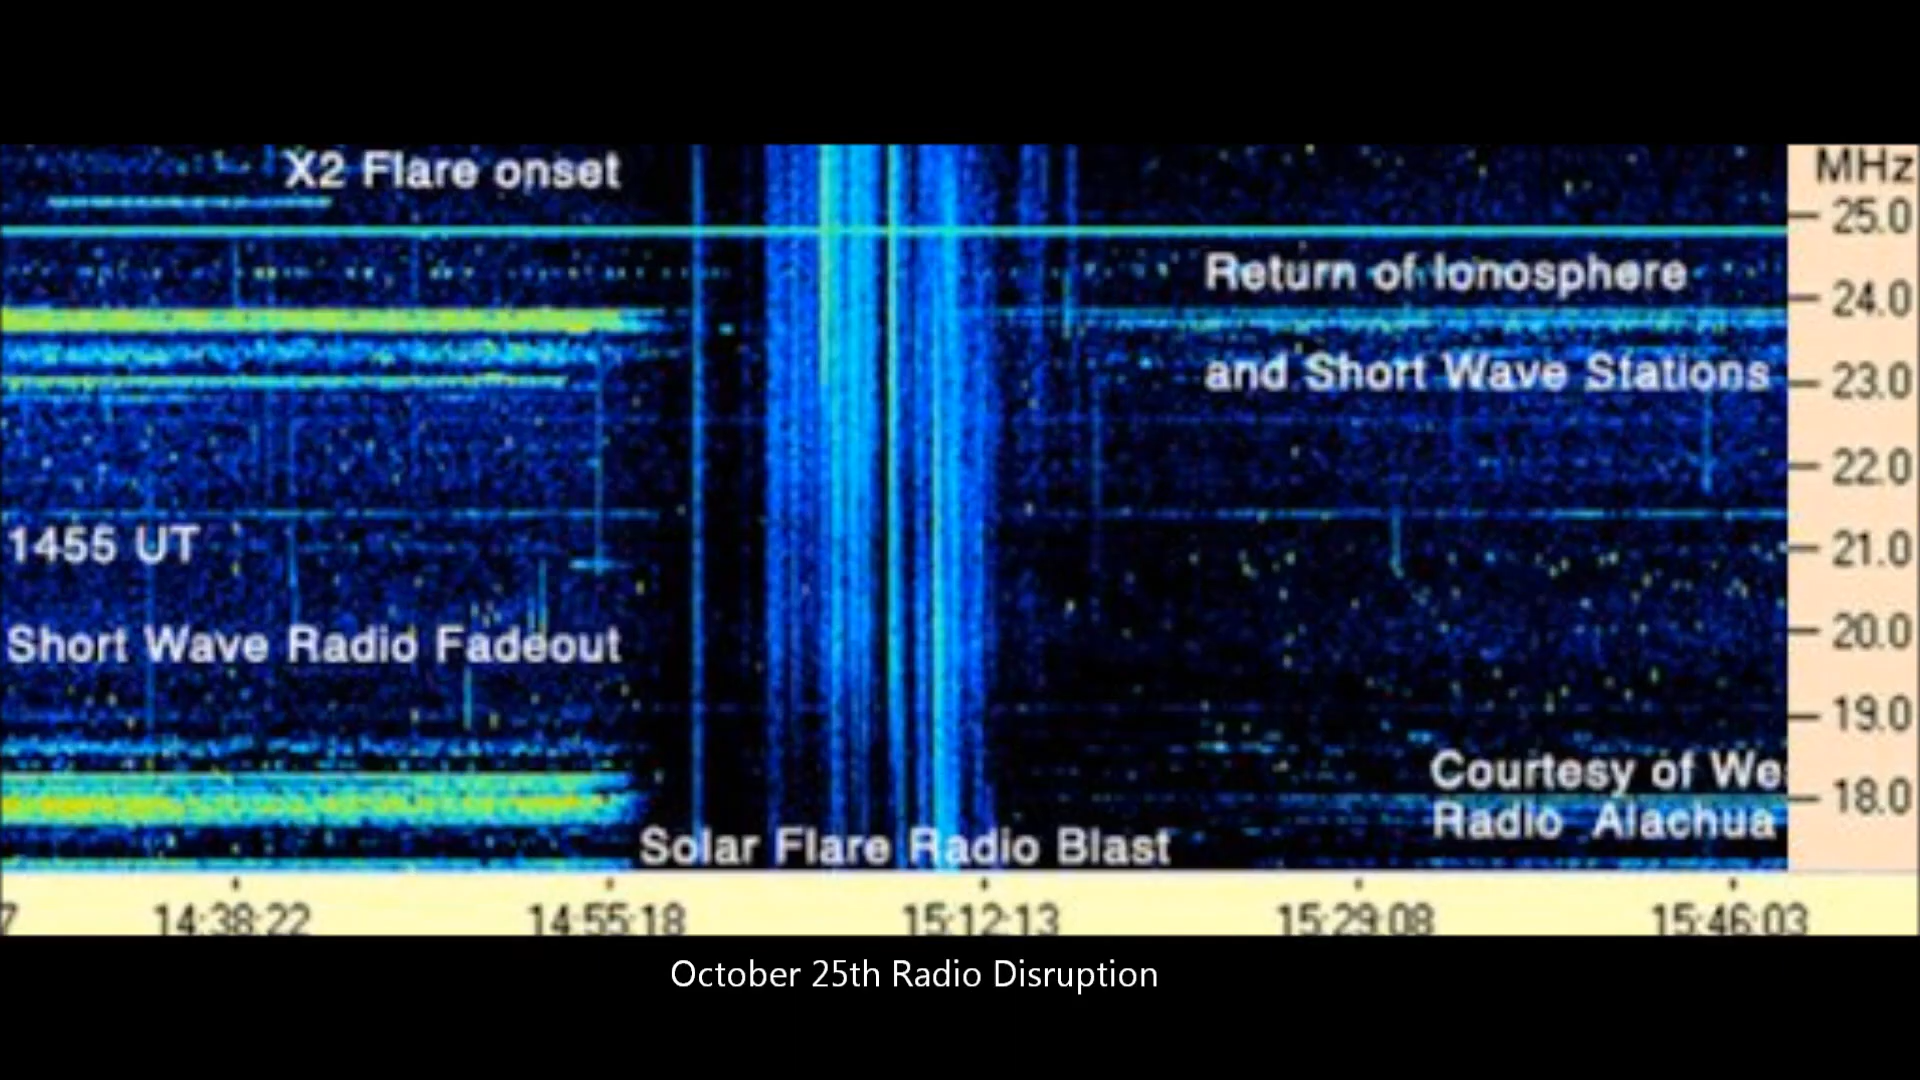 X2 Flare onset
MHz
25.0
Return of Ionosphere
24.0
and Short Wave Stations
23.0
22.0
1455 UT
21.0
Short Wave Radio Fadeout
20.0
19.0
Courtesy of We
18.0
Radio Alachua
Solar Flare Radio Blast
7 14:38:22 14:55:18 15:12:13 15:29:08 15:46:03
October 25th Radio Disruption